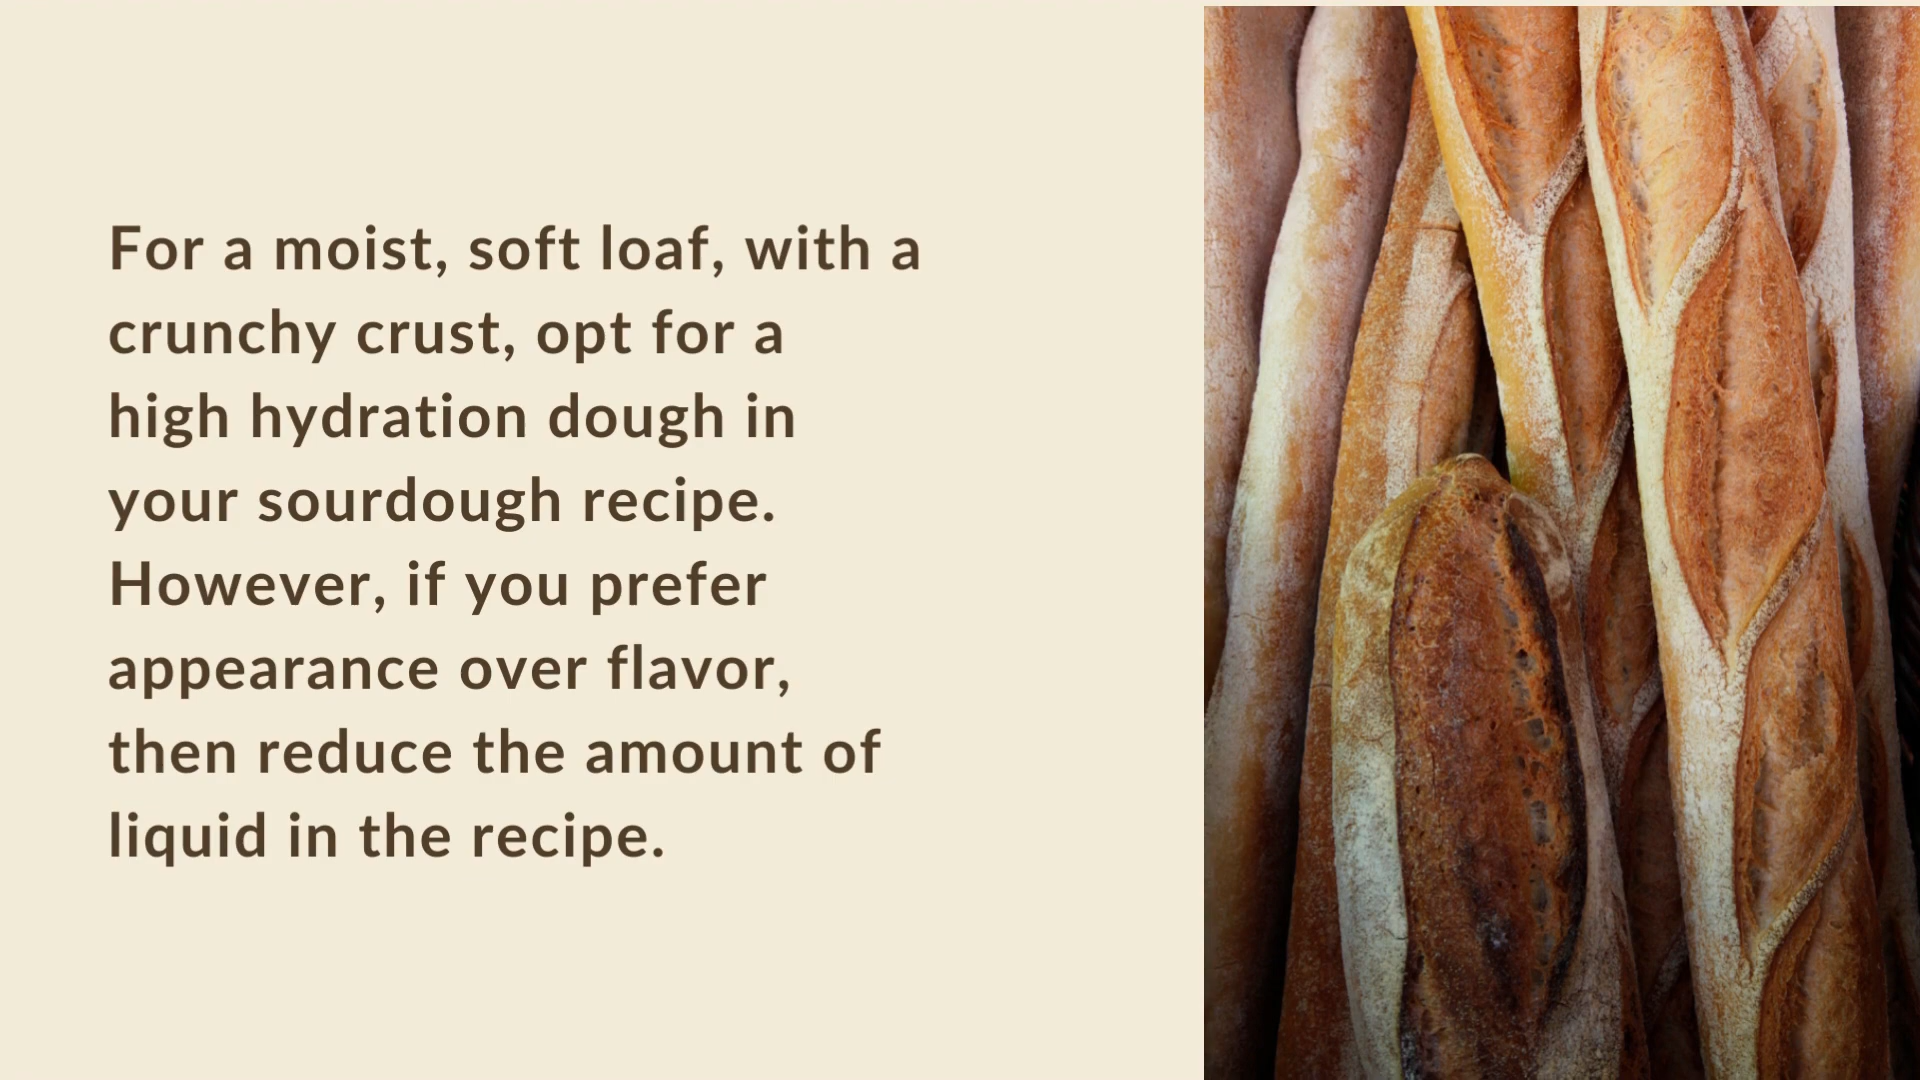 For a moist, soft loaf, with a
crunchy crust, opt for a
high hydration dough in
your sourdough recipe.
However, if you prefer
appearance over flavor,
then reduce the amount of
liquid in the recipe.